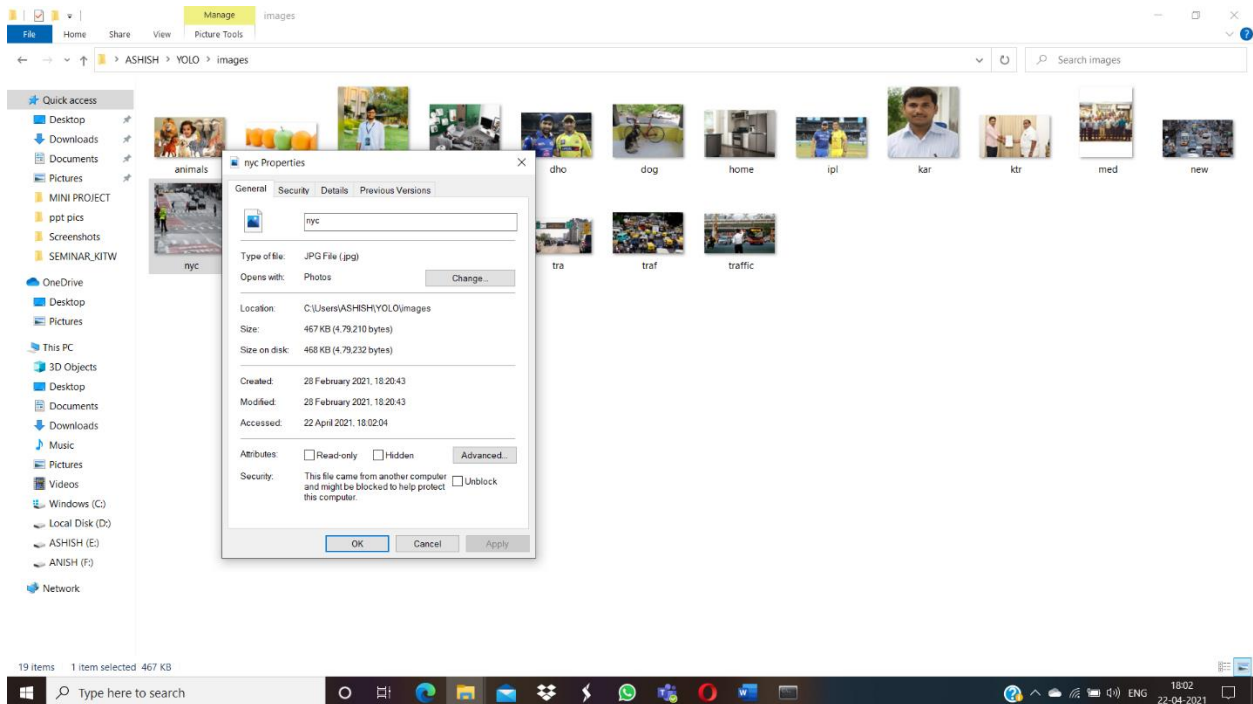 Manage
images
File
Home
Share
View
Picture Tools
ASHISH > YOLO > images
Search images
Quick access
Desktop
Downloads
Documents
Pictures
MINI PROJECT
ppt pics
Screenshots
SEMINAR_KITW
OneDrive
Desktop
Pictures
This PC
3D Objects
Desktop
Documents
Downloads
Music
Pictures
Videos
Windows (C:)
Local Disk (D:)
ASHISH (E:)
ANISH (F:)
Network
animals
dho
dog
home
ipl
kar
ktr
med
new
nyc
tra
traf
traffic
nyc Properties
General Security Details Previous Versions
nyc
Type of file: JPG File (.jpg)
Opens with: Photos Change...
Location: C:\Users\ASHISH\YOLO\images
Size: 467 KB (4,79,210 bytes)
Size on disk: 468 KB (4,79,232 bytes)
Created: 28 February 2021, 18:20:43
Modified: 28 February 2021, 18:20:43
Accessed: 22 April 2021, 18:02:04
Attributes: Read-only Hidden Advanced...
Security: This file came from another computer
and might be blocked to help protect
this computer.
Unblock
OK Cancel Apply
19 items 1 item selected 467 KB
Type here to search
ENG
18:02
22-04-2021